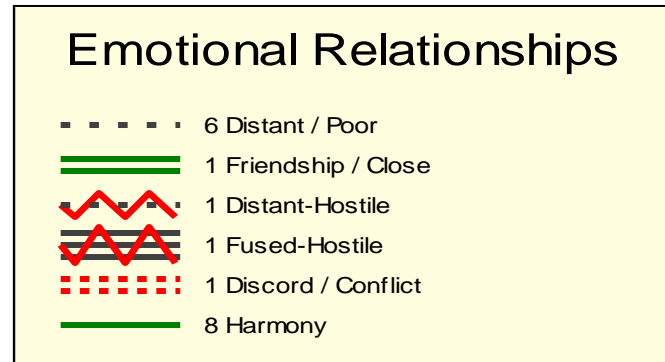 Emotional Relationships
6 Distant / Poor
1 Friendship / Close
1 Distant-Hostile
1 Fused-Hostile
1 Discord / Conflict
8 Harmony